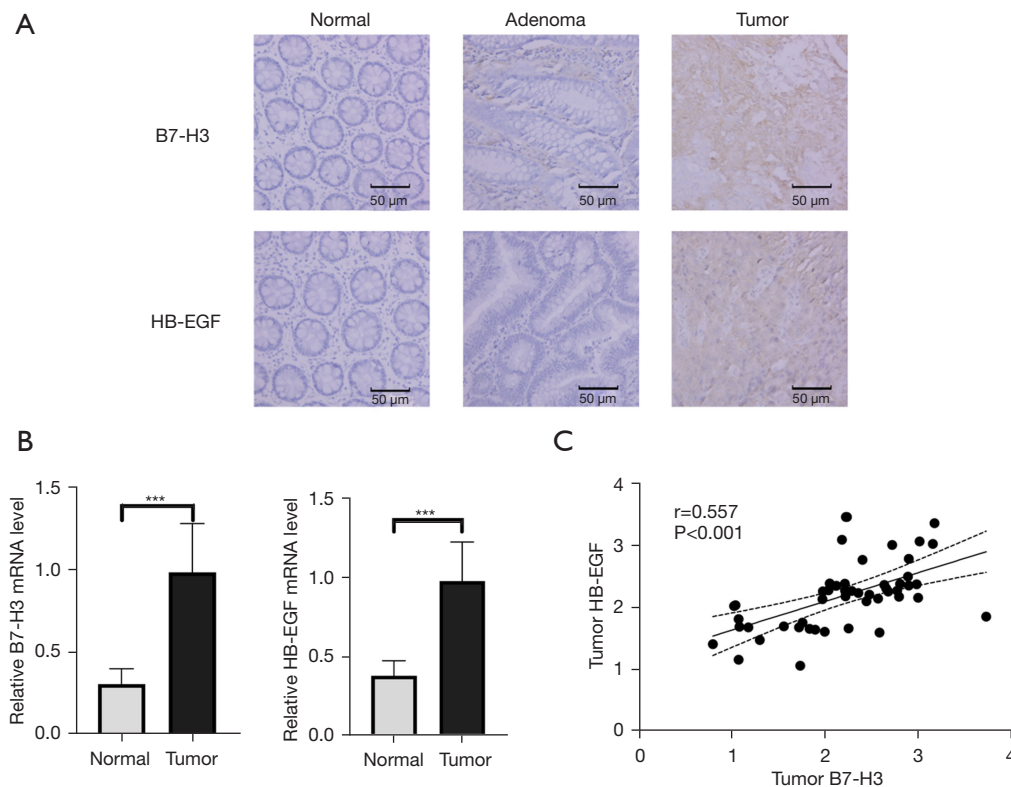 A
Normal
Adenoma
Tumor
B7-H3
50 µm
50 µm
50 µm
HB-EGF
50 µm
50 µm
50 µm
B
Relative B7-H3 mRNA level
1.5
1.0
0.5
0.0
***
Normal
Tumor
Relative HB-EGF mRNA level
1.5
1.0
0.5
0.0
***
Normal
Tumor
C
Tumor HB-EGF
4
3
2
1
0
r=0.557
P<0.001
0
1
2
3
4
Tumor B7-H3